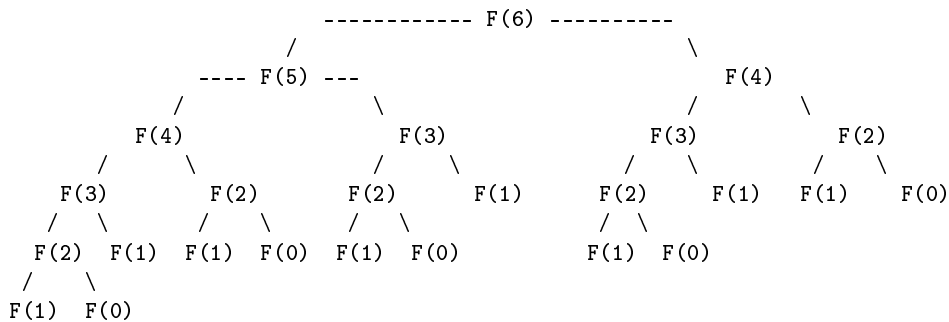 ------------ F(6) ----------
/ \
---- F(5) --- F(4)
/ \ / \
F(4) F(3) F(3) F(2)
/ \ / \ / \ / \
F(3) F(2) F(2) F(1) F(2) F(1) F(1) F(0)
/ \ / \ / \ / \
F(2) F(1) F(1) F(0) F(1) F(0) F(1) F(0)
/ \
F(1) F(0)